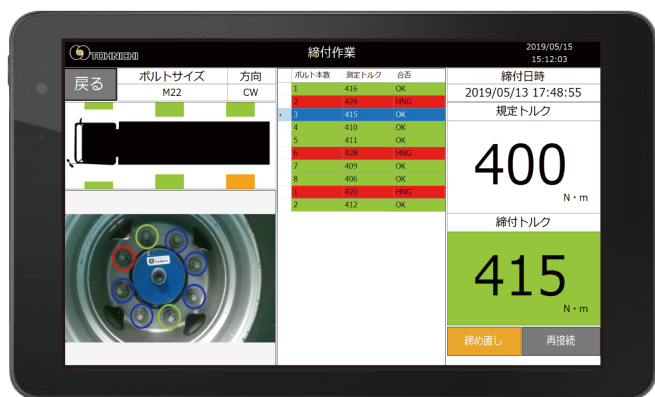 TOHNICHI
締付作業
2019/05/15
15:12:03
戻る
ボルトサイズ 方向
M22 CW
ボルト本数 測定トルク 合否
1 416 OK
2 424 HNG
3 415 OK
4 410 OK
5 411 OK
6 428 HNG
7 409 OK
8 406 OK
1 420 HNG
2 412 OK
締付日時
2019/05/13 17:48:55
規定トルク
400
N・m
締付トルク
415
N・m
締め直し 再接続